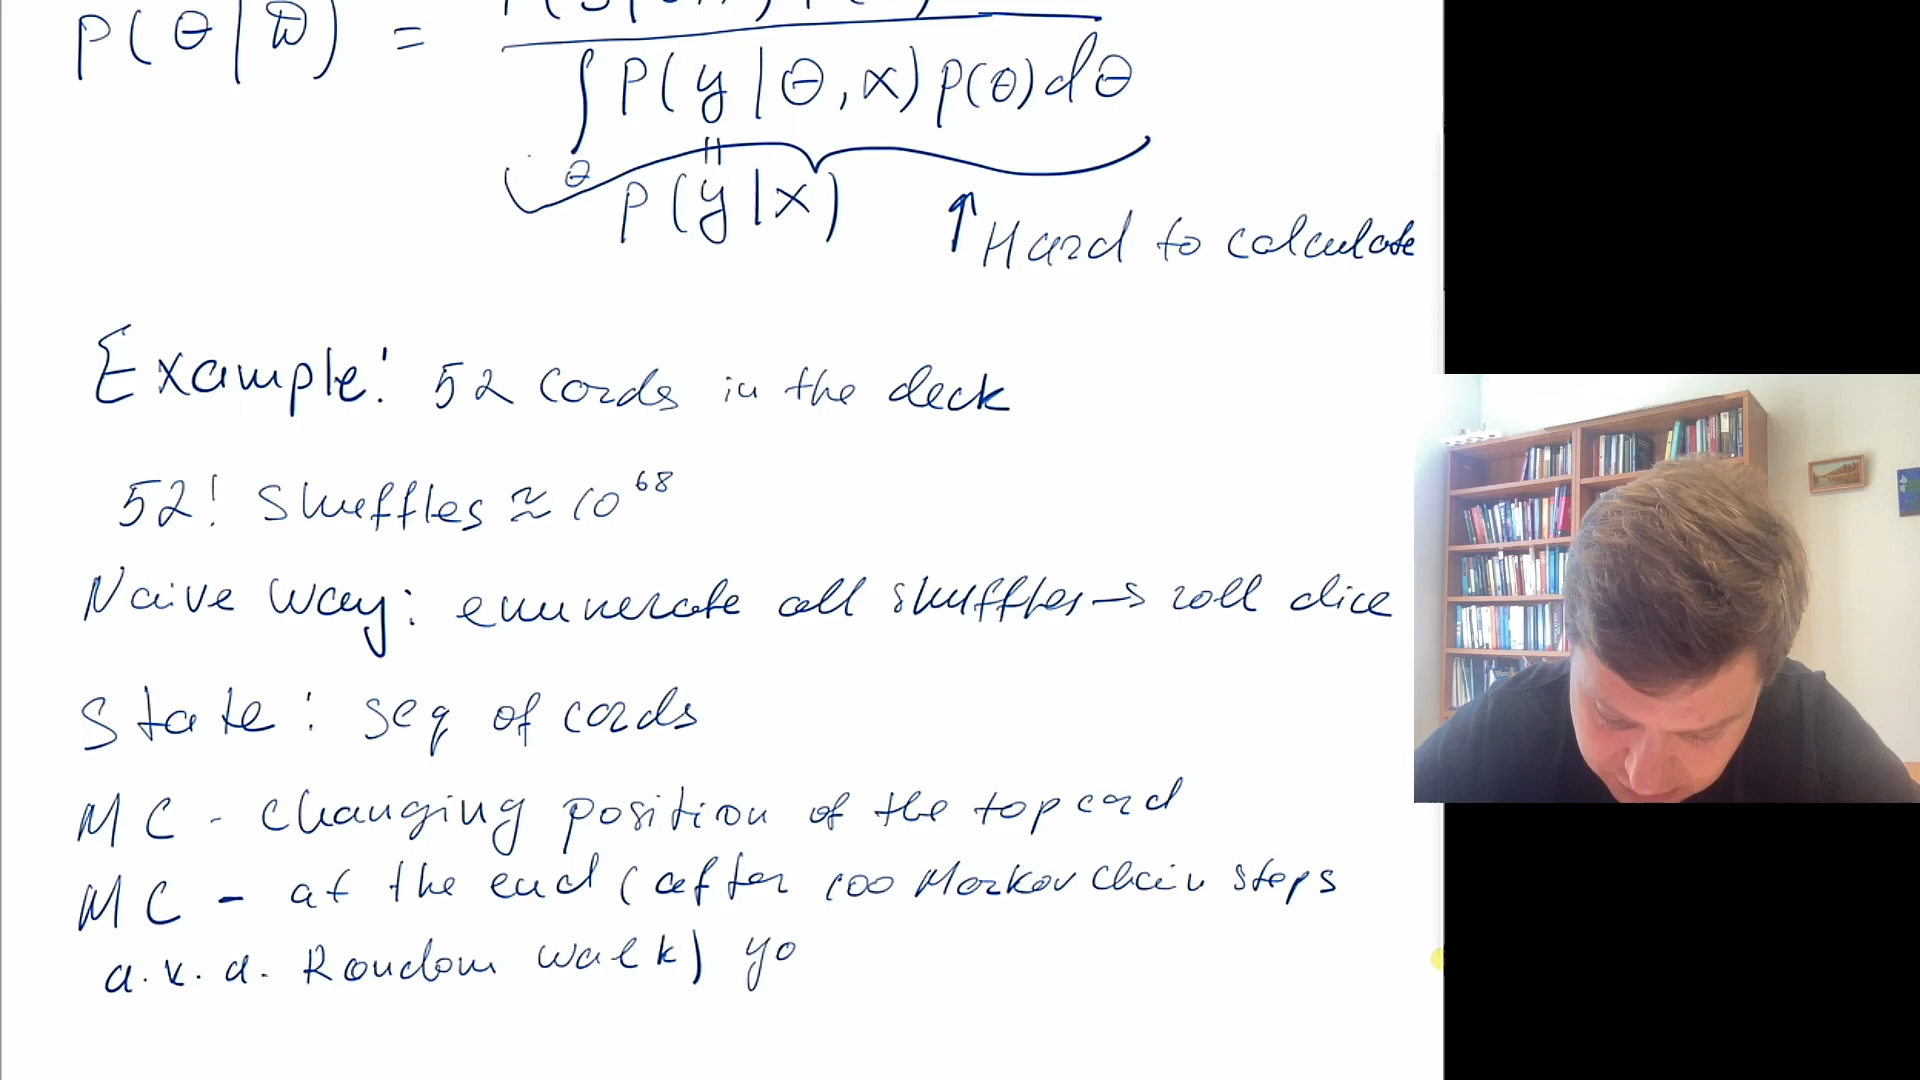 P(θ|D) =
∫ P(y|θ,x) p(θ) dθ
θ
P(y|x) ↑ Hard to calculate
Example: 52 cards in the deck
52! Shuffles ≈ 10^68
Naive way: enumerate all shuffles → roll dice
State: seq of cards
MC - changing position of the top card
MC - at the end (after 100 Markov Chain steps
a.k.a. Random walk) yo